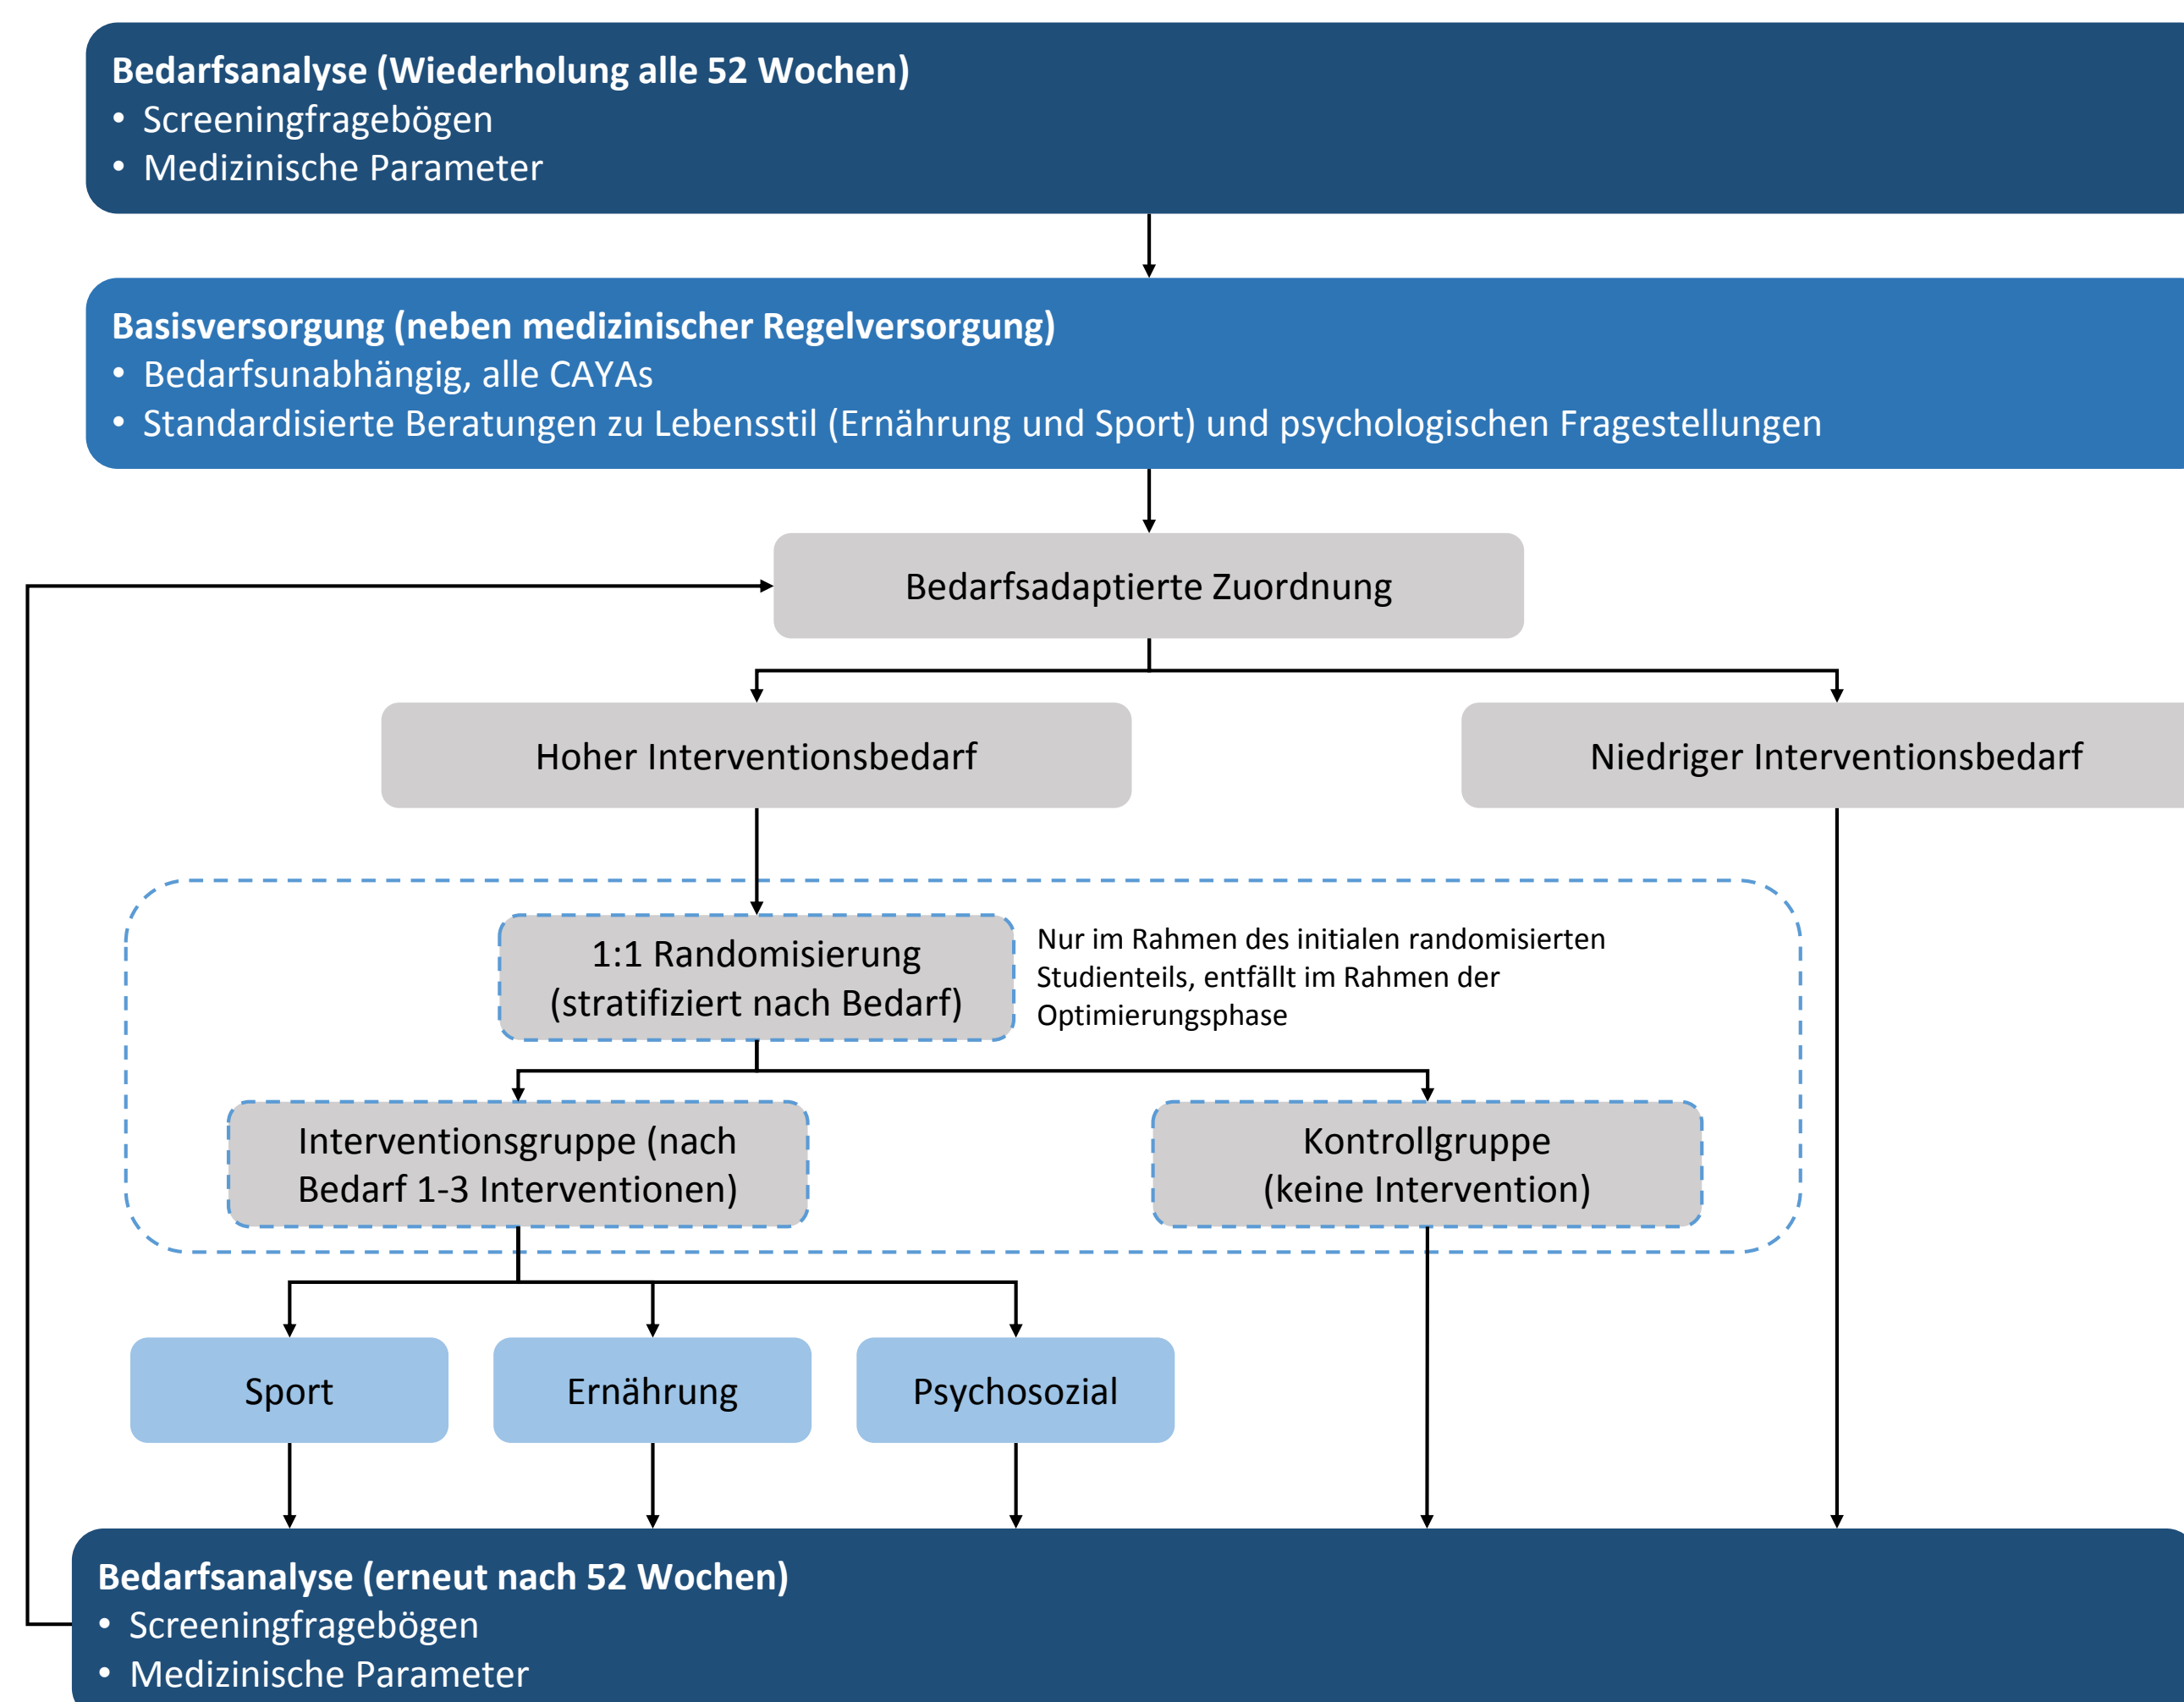 Bedarfsanalyse (Wiederholung alle 52 Wochen)
• Screeningfragebögen
• Medizinische Parameter
Basisversorgung (neben medizinischer Regelversorgung)
• Bedarfsunabhängig, alle CAYAs
• Standardisierte Beratungen zu Lebensstil (Ernährung und Sport) und psychologischen Fragestellungen
Bedarfsadaptierte Zuordnung
Hoher Interventionsbedarf
Niedriger Interventionsbedarf
1:1 Randomisierung
(stratifiziert nach Bedarf)
Nur im Rahmen des initialen randomisierten
Studienteils, entfällt im Rahmen der
Optimierungsphase
Interventionsgruppe (nach
Bedarf 1-3 Interventionen)
Kontrollgruppe
(keine Intervention)
Sport
Ernährung
Psychosozial
Bedarfsanalyse (erneut nach 52 Wochen)
• Screeningfragebögen
• Medizinische Parameter